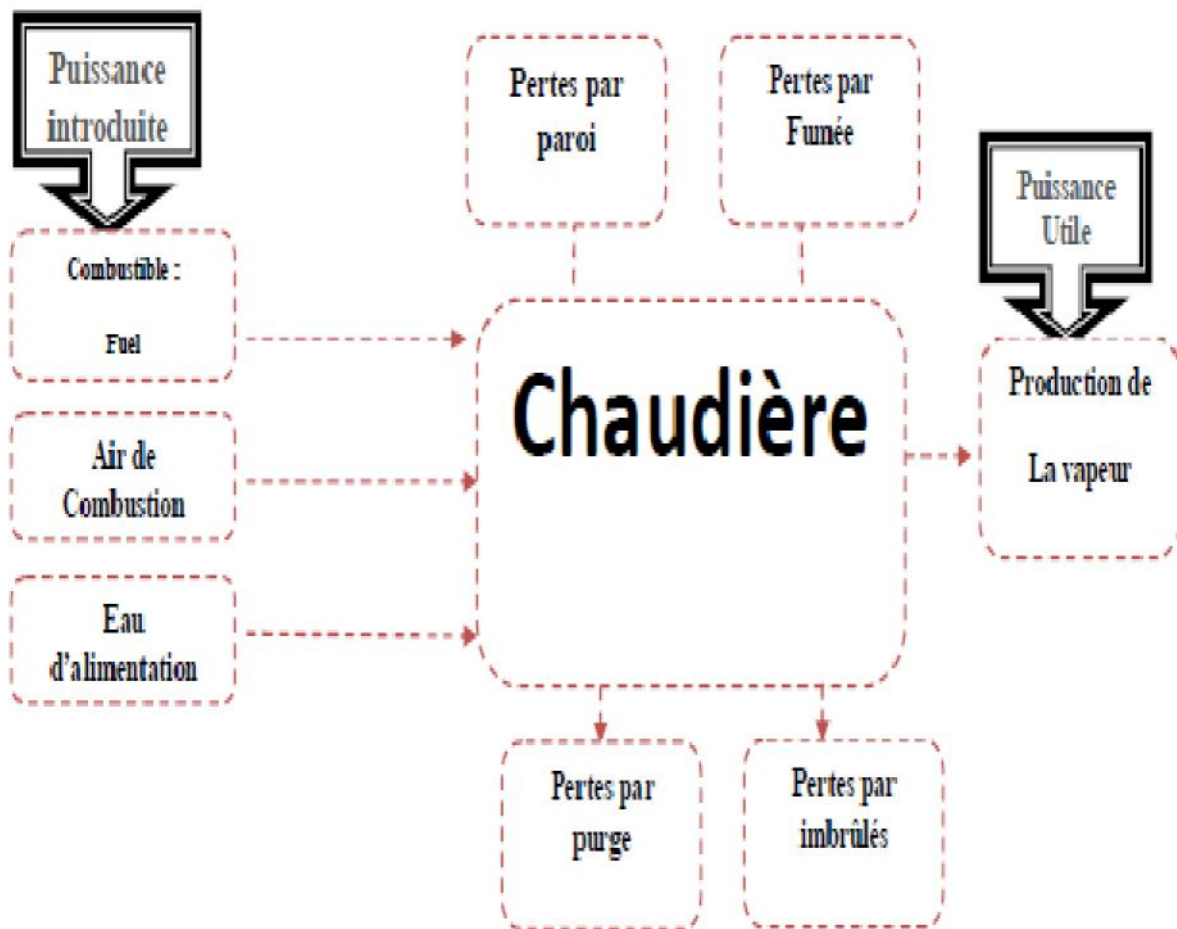 Puissance
introduite
Pertes par
paroi
Pertes par
Fumée
Puissance
Utile
Combustible :
Fuel
Chaudière
Production de
La vapeur
Air de
Combustion
Eau
d'alimentation
Pertes par
purge
Pertes par
imbrûlés